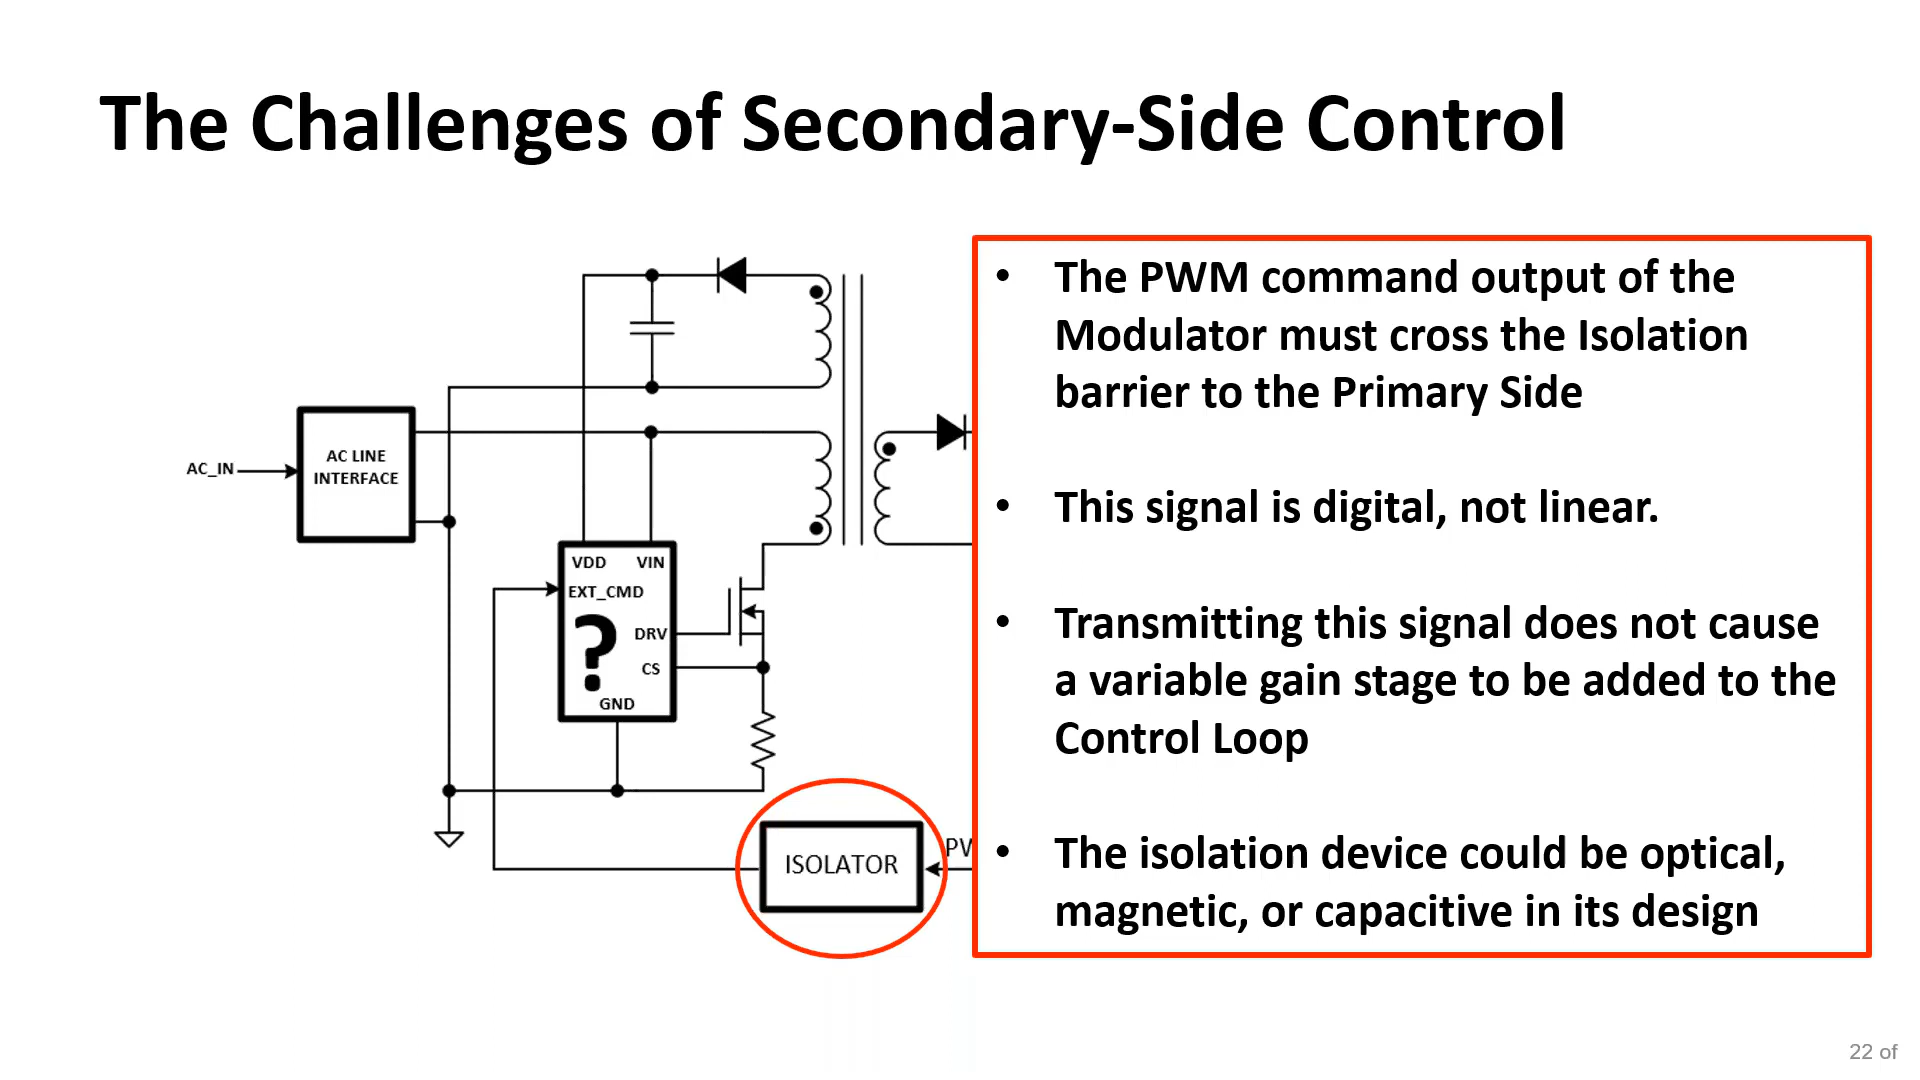 The Challenges of Secondary-Side Control
AC_IN
AC LINE
INTERFACE
VDD VIN
EXT_CMD
?
DRV
CS
GND
ISOLATOR
• The PWM command output of the
Modulator must cross the Isolation
barrier to the Primary Side
• This signal is digital, not linear.
• Transmitting this signal does not cause
a variable gain stage to be added to the
Control Loop
• The isolation device could be optical,
magnetic, or capacitive in its design
22 of